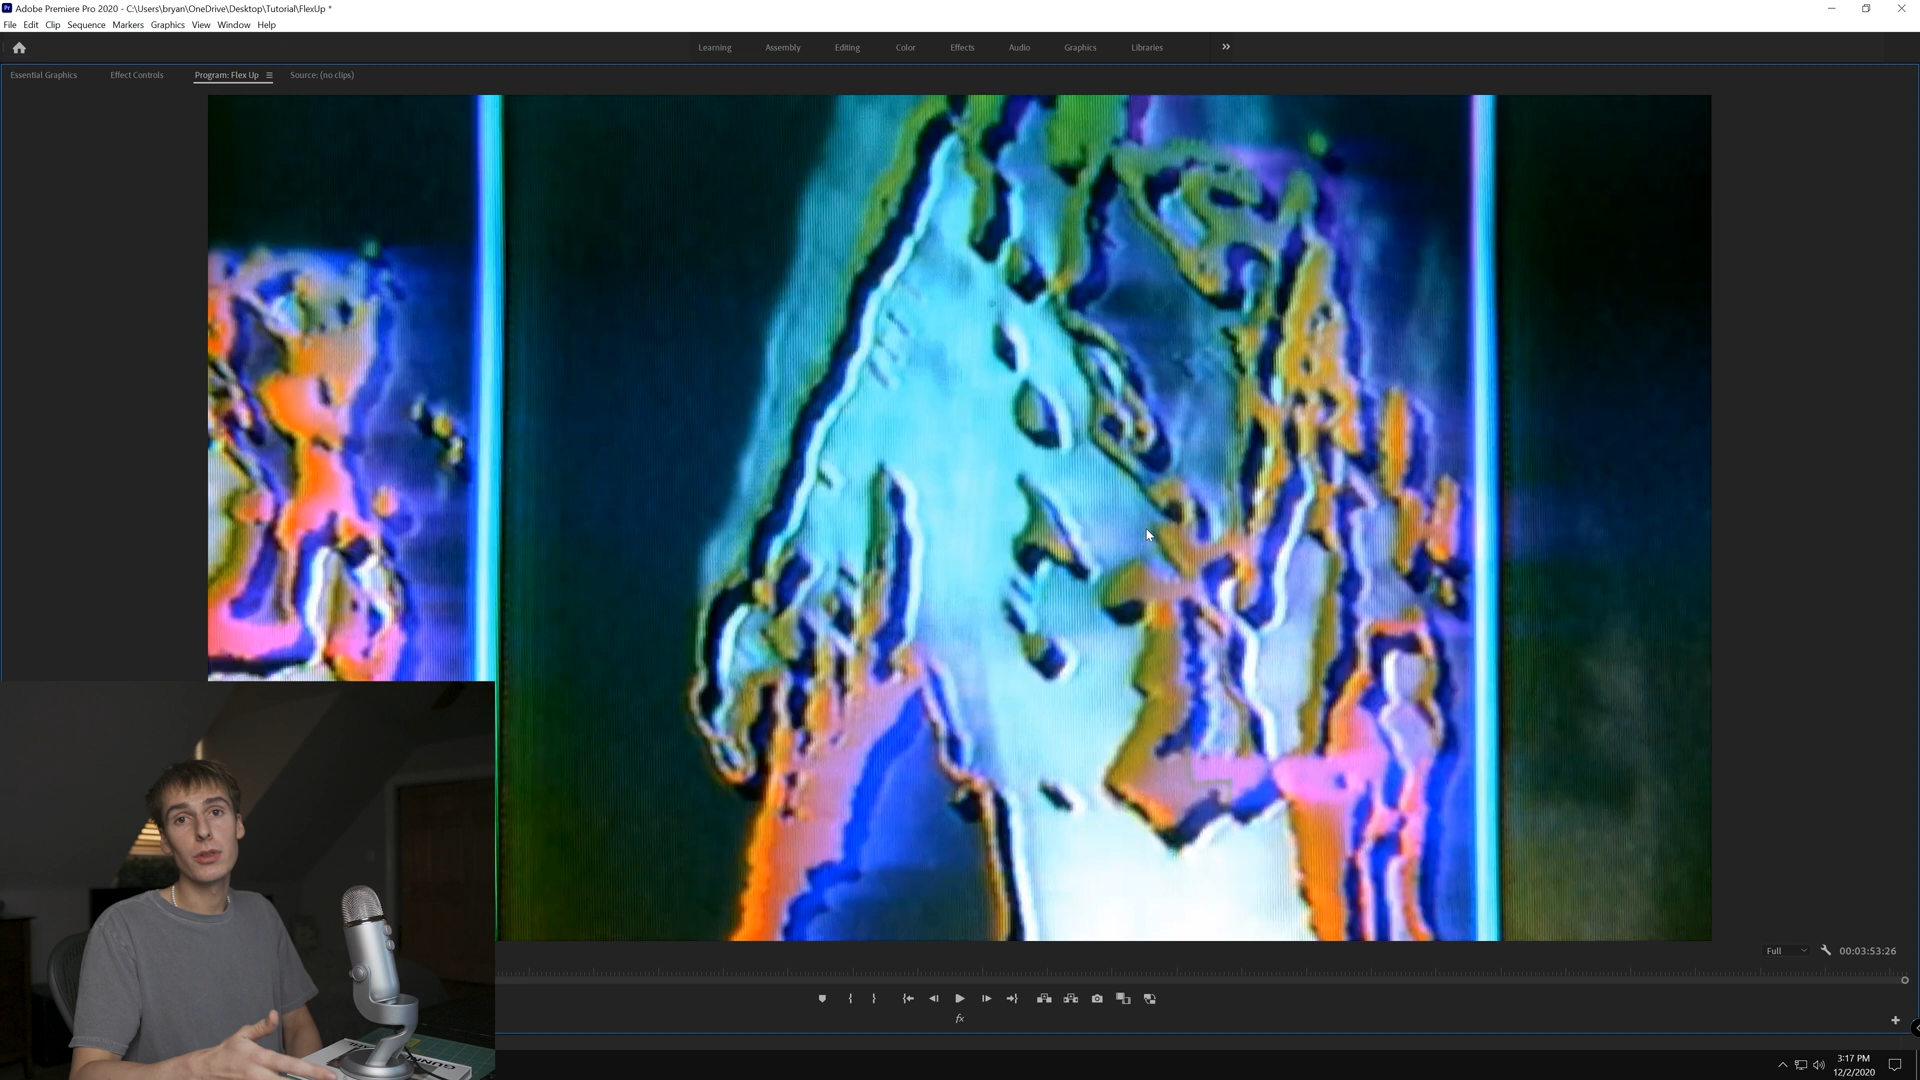 Adobe Premiere Pro 2020 - C:\Users\bryan\OneDrive\Desktop\Tutorial\FlexUp *
File Edit Clip Sequence Markers Graphics View Window Help
Learning Assembly Editing Color Effects Audio Graphics Libraries
Essential Graphics Effect Controls Program: Flex Up Source: (no clips)
Full 00:03:53:26
fx
3:17 PM
12/2/2020